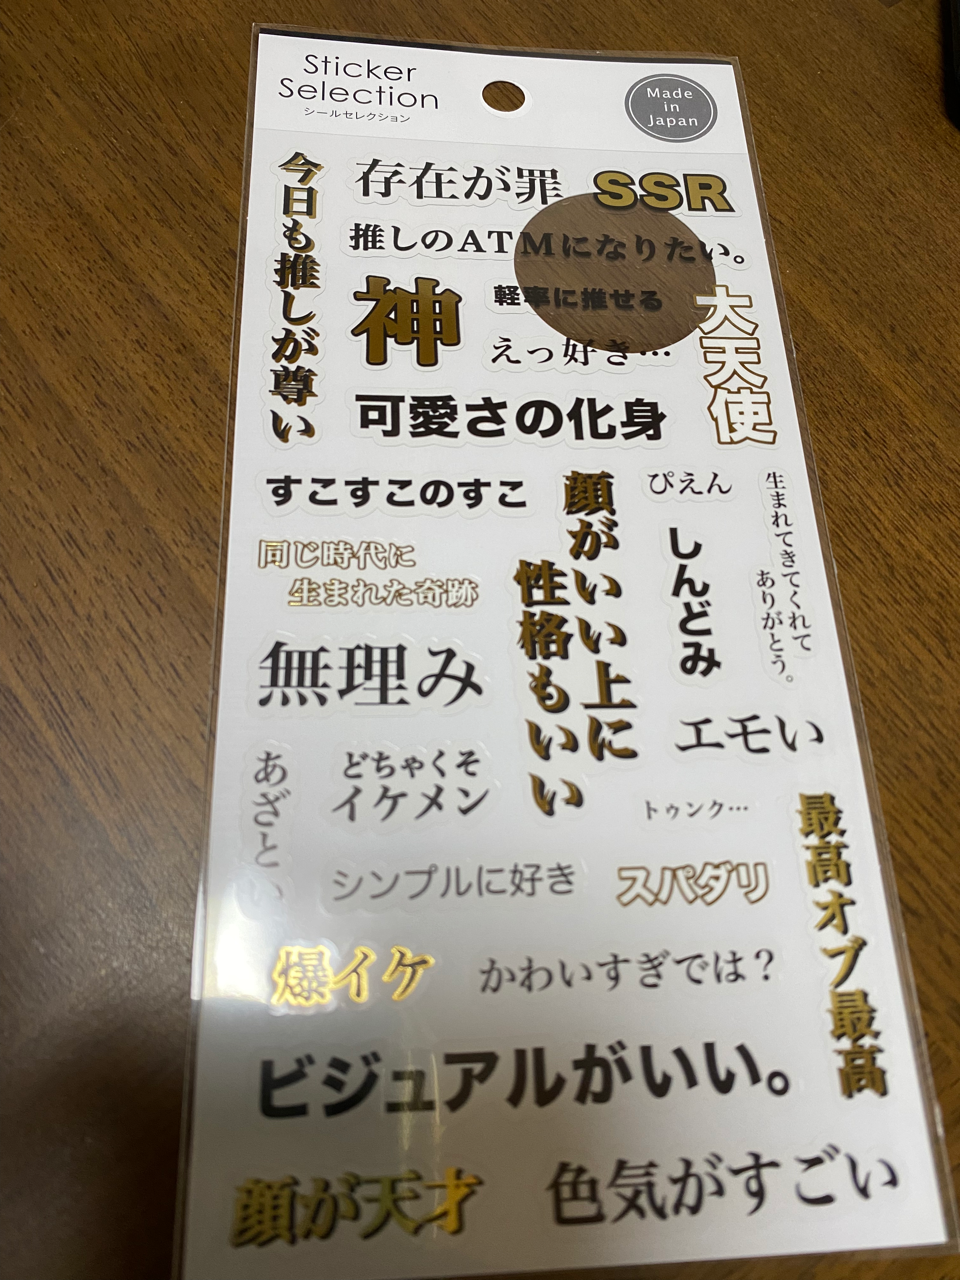 Sticker
Selection
シールセレクション
Made
in
Japan
今日も推しが尊い
存在が罪
SSR
推しのATMになりたい。
神
軽率に推せる
えっ好き…
大天使
可愛さの化身
すこすこのすこ
顔がいい上に
性格もいい
ぴえん
生まれてきてくれて
ありがとう。
同じ時代に
生まれた奇跡
しんどみ
無理み
エモい
あざとい
どちゃくそ
イケメン
トゥンク…
最高オブ最高
シンプルに好き
スパダリ
爆イケ
かわいすぎでは？
ビジュアルがいい。
顔が天才
色気がすごい